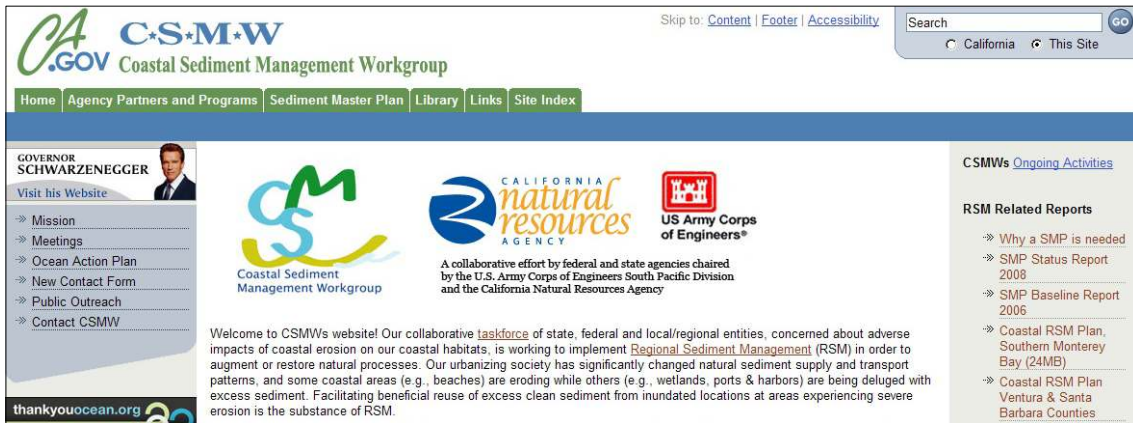 CA.GOV
C*S*M*W
Coastal Sediment Management Workgroup
Skip to: Content | Footer | Accessibility
Search
GO
California This Site
Home Agency Partners and Programs Sediment Master Plan Library Links Site Index
GOVERNOR
SCHWARZENEGGER
Visit his Website
Mission
Meetings
Ocean Action Plan
New Contact Form
Public Outreach
Contact CSMW
thankyouocean.org
CSM
Coastal Sediment
Management Workgroup
CALIFORNIA
natural
resources
AGENCY
US Army Corps
of Engineers®
A collaborative effort by federal and state agencies chaired
by the U.S. Army Corps of Engineers South Pacific Division
and the California Natural Resources Agency
Welcome to CSMWs website! Our collaborative taskforce of state, federal and local/regional entities, concerned about adverse
impacts of coastal erosion on our coastal habitats, is working to implement Regional Sediment Management (RSM) in order to
augment or restore natural processes. Our urbanizing society has significantly changed natural sediment supply and transport
patterns, and some coastal areas (e.g., beaches) are eroding while others (e.g., wetlands, ports & harbors) are being deluged with
excess sediment. Facilitating beneficial reuse of excess clean sediment from inundated locations at areas experiencing severe
erosion is the substance of RSM.
CSMWs Ongoing Activities
RSM Related Reports
Why a SMP is needed
SMP Status Report
2008
SMP Baseline Report
2006
Coastal RSM Plan,
Southern Monterey
Bay (24MB)
Coastal RSM Plan
Ventura & Santa
Barbara Counties